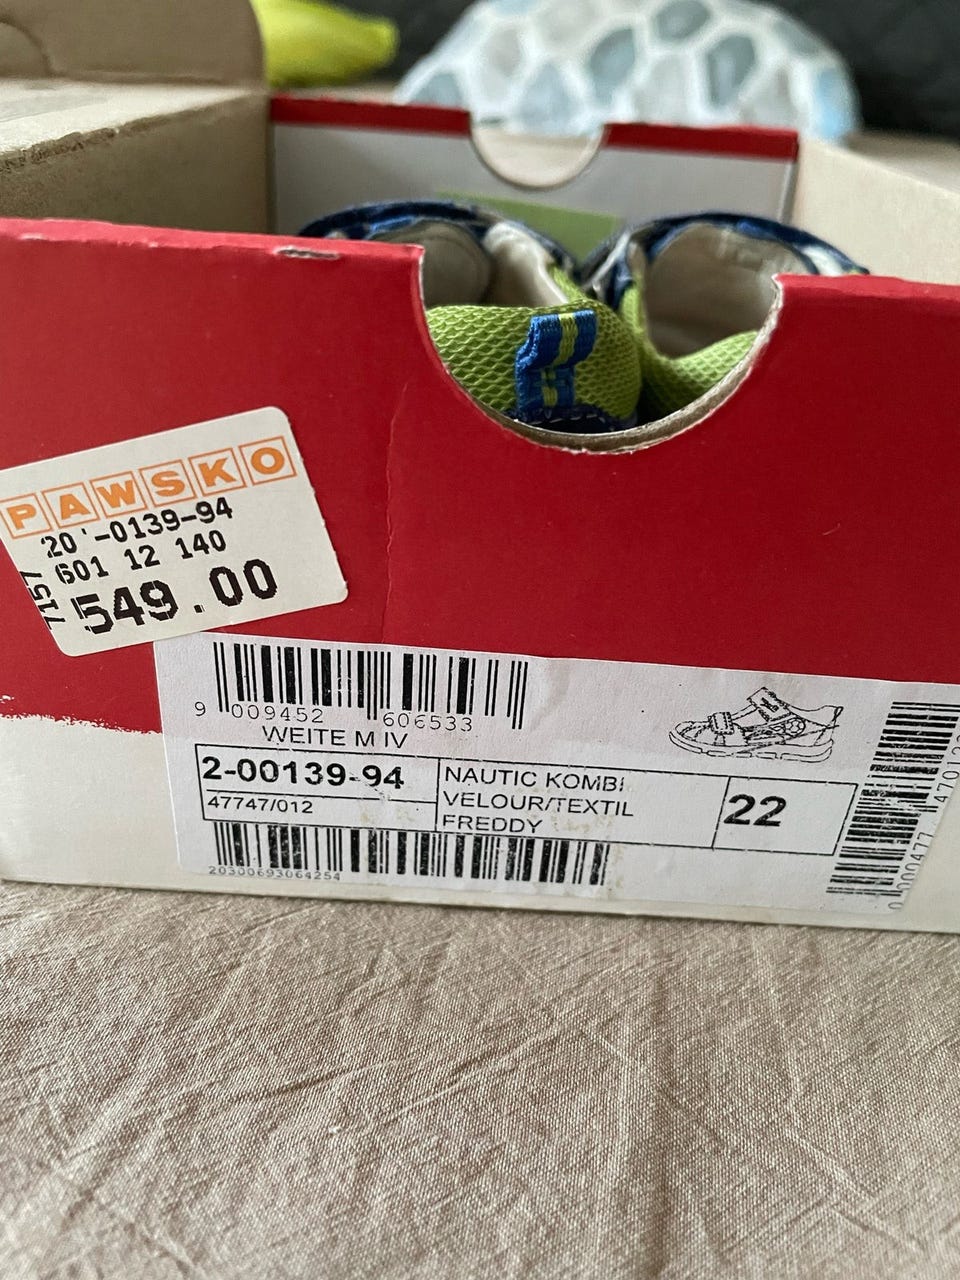 PAWSKO
20'-0139-94
601 12 140
7157
549.00
9 009452 606533
WEITE M IV
2-00139-94
47747/012
NAUTIC KOMBI
VELOUR/TEXTIL
FREDDY
22
20300693064254